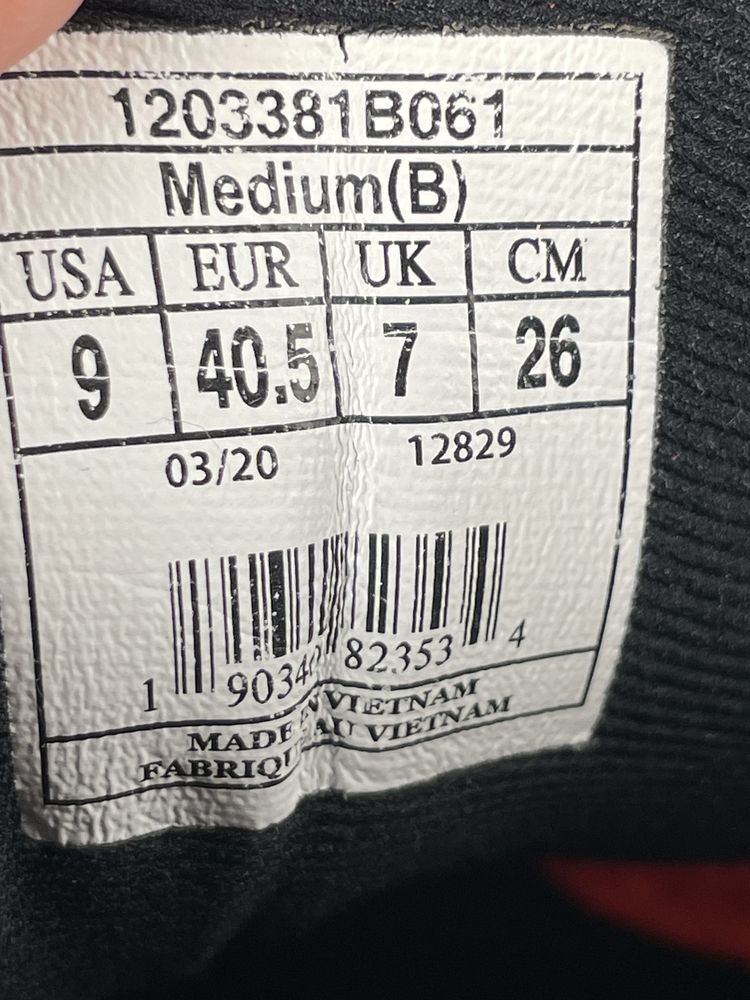 1203381B061
Medium(B)
USA EUR UK CM
9 40.5 7 26
03/20 12829
1 82353 4
MADE VIETNAM
AU VIETNAM